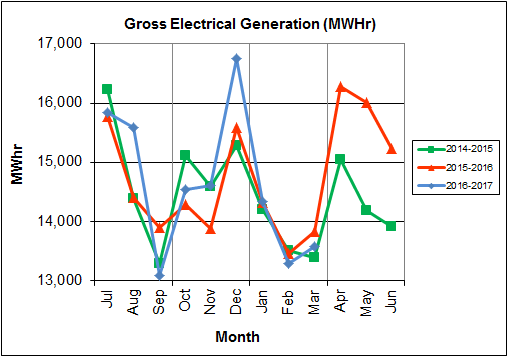 Gross Electrical Generation (MWHr)
17,000
16,000
15,000
14,000
13,000
MWhr
Jul
Aug
Sep
Oct
Nov
Dec
Jan
Feb
Mar
Apr
May
Jun
Month
2014-2015
2015-2016
2016-2017